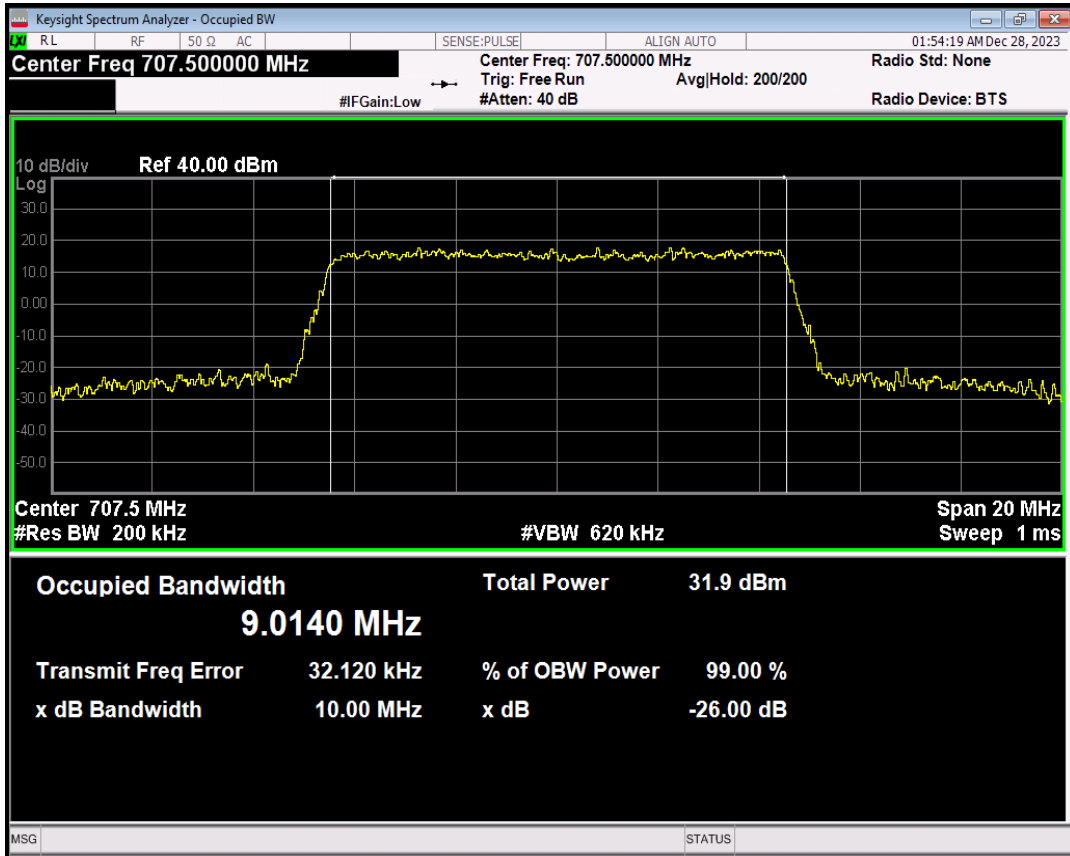 Keysight Spectrum Analyzer - Occupied BW
LXI RL RF 50 Ω AC SENSE:PULSE ALIGN AUTO 01:54:19 AM Dec 28, 2023
Center Freq 707.500000 MHz
Center Freq: 707.500000 MHz
Radio Std: None
Trig: Free Run Avg|Hold: 200/200
#IFGain:Low #Atten: 40 dB Radio Device: BTS
10 dB/div Ref 40.00 dBm
Log
30.0
20.0
10.0
0.00
-10.0
-20.0
-30.0
-40.0
-50.0
Center 707.5 MHz Span 20 MHz
#Res BW 200 kHz #VBW 620 kHz Sweep 1 ms
Occupied Bandwidth Total Power 31.9 dBm
9.0140 MHz
Transmit Freq Error 32.120 kHz % of OBW Power 99.00 %
x dB Bandwidth 10.00 MHz x dB -26.00 dB
MSG STATUS